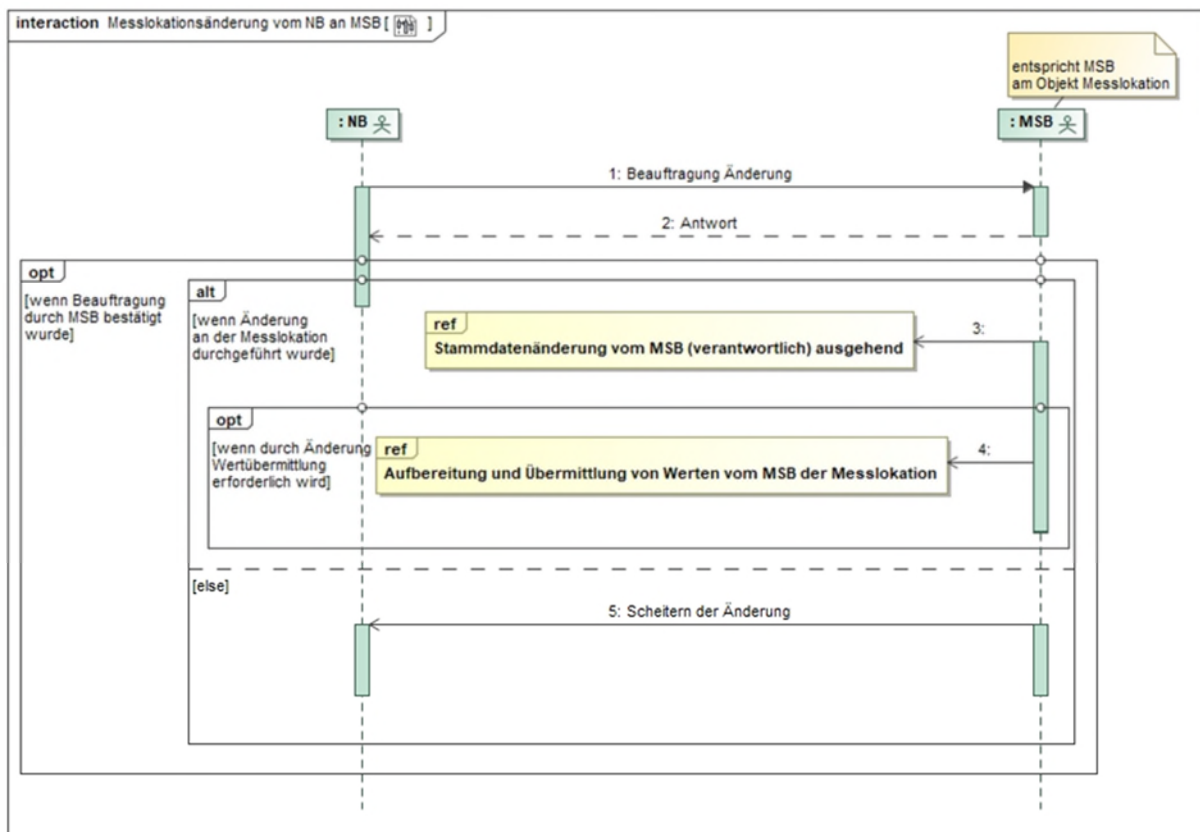 interaction Messlokationsänderung vom NB an MSB [ ]
entspricht MSB
am Objekt Messlokation
: NB
: MSB
1: Beauftragung Änderung
2: Antwort
opt
[wenn Beauftragung
durch MSB bestätigt
wurde]
alt
[wenn Änderung
an der Messlokation
durchgeführt wurde]
ref
Stammdatenänderung vom MSB (verantwortlich) ausgehend
3:
opt
[wenn durch Änderung
Wertübermittlung
erforderlich wird]
ref
Aufbereitung und Übermittlung von Werten vom MSB der Messlokation
4:
[else]
5: Scheitern der Änderung